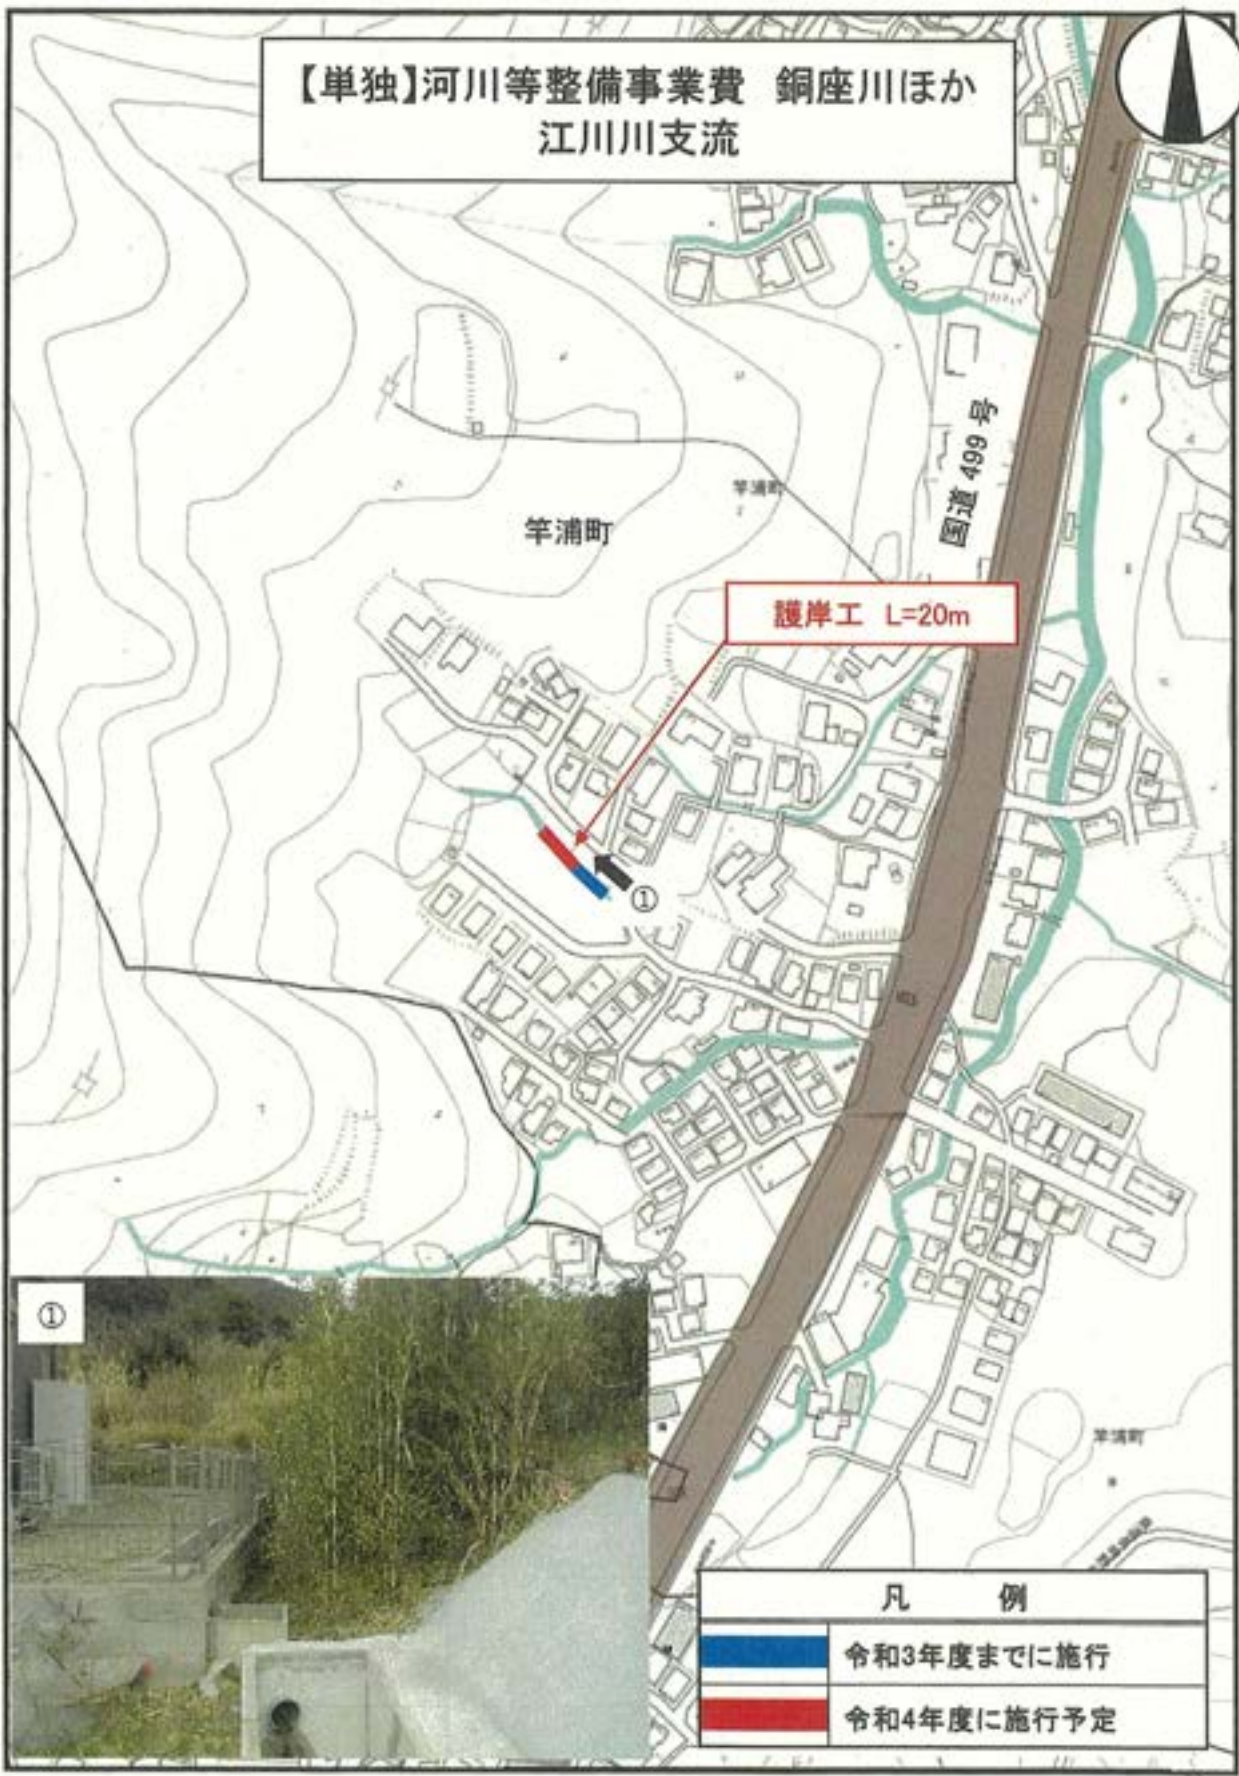 【単独】河川等整備事業費 銅座川ほか
江川川支流
国道 499 号
竿浦町
竿浦町
護岸工 L=20m
①
①
竿浦町
凡 例
令和3年度までに施行
令和4年度に施行予定